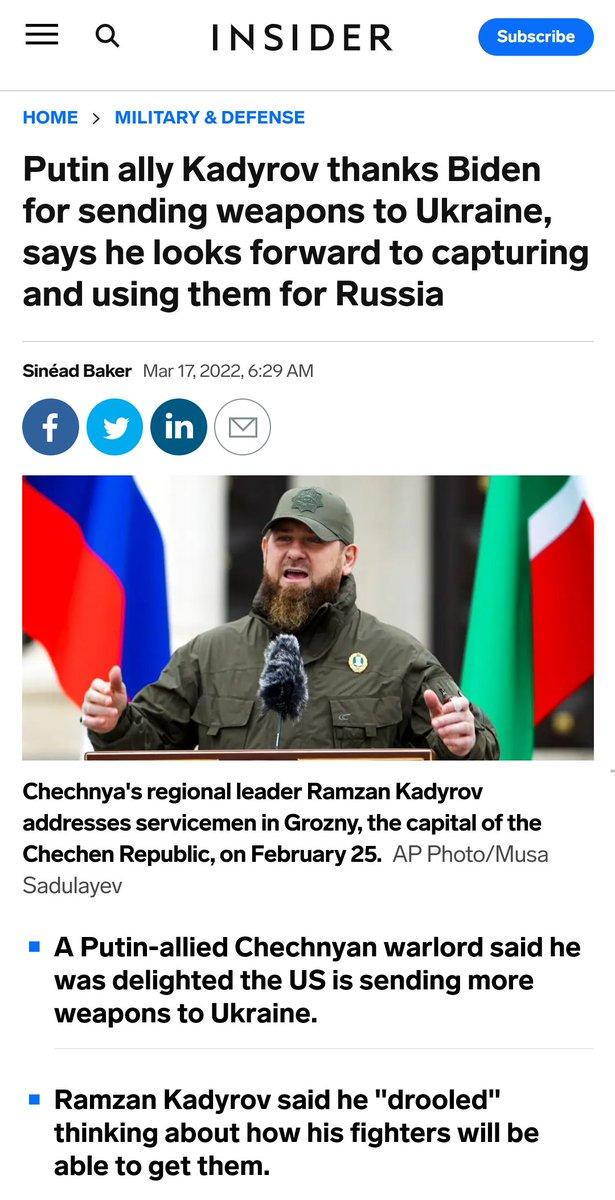 INSIDER
Subscribe
HOME > MILITARY & DEFENSE
Putin ally Kadyrov thanks Biden
for sending weapons to Ukraine,
says he looks forward to capturing
and using them for Russia
Sinéad Baker Mar 17, 2022, 6:29 AM
f in
Chechnya's regional leader Ramzan Kadyrov
addresses servicemen in Grozny, the capital of the
Chechen Republic, on February 25. AP Photo/Musa
Sadulayev
A Putin-allied Chechnyan warlord said he
was delighted the US is sending more
weapons to Ukraine.
Ramzan Kadyrov said he "drooled"
thinking about how his fighters will be
able to get them.